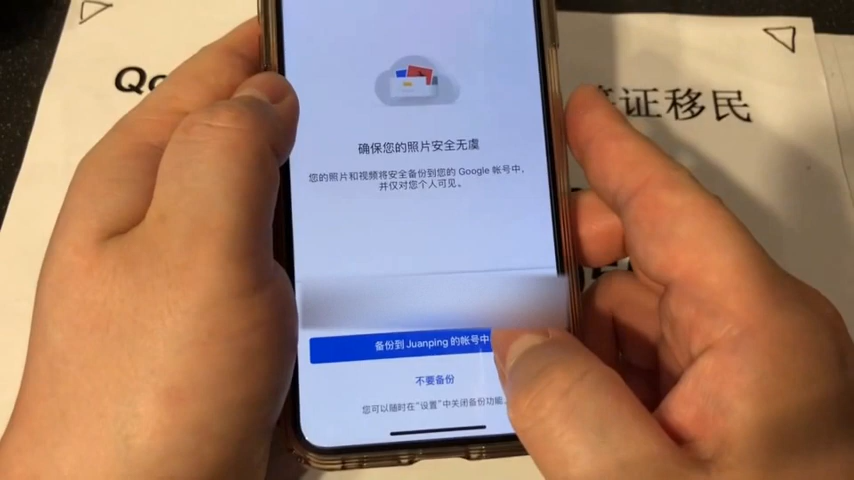 证移民
确保您的照片安全无虞
您的照片和视频将安全备份到您的 Google 帐号中，
并仅对您个人可见。
备份到 Juanping 的帐号中
不要备份
您可以随时在“设置”中关闭备份功能。